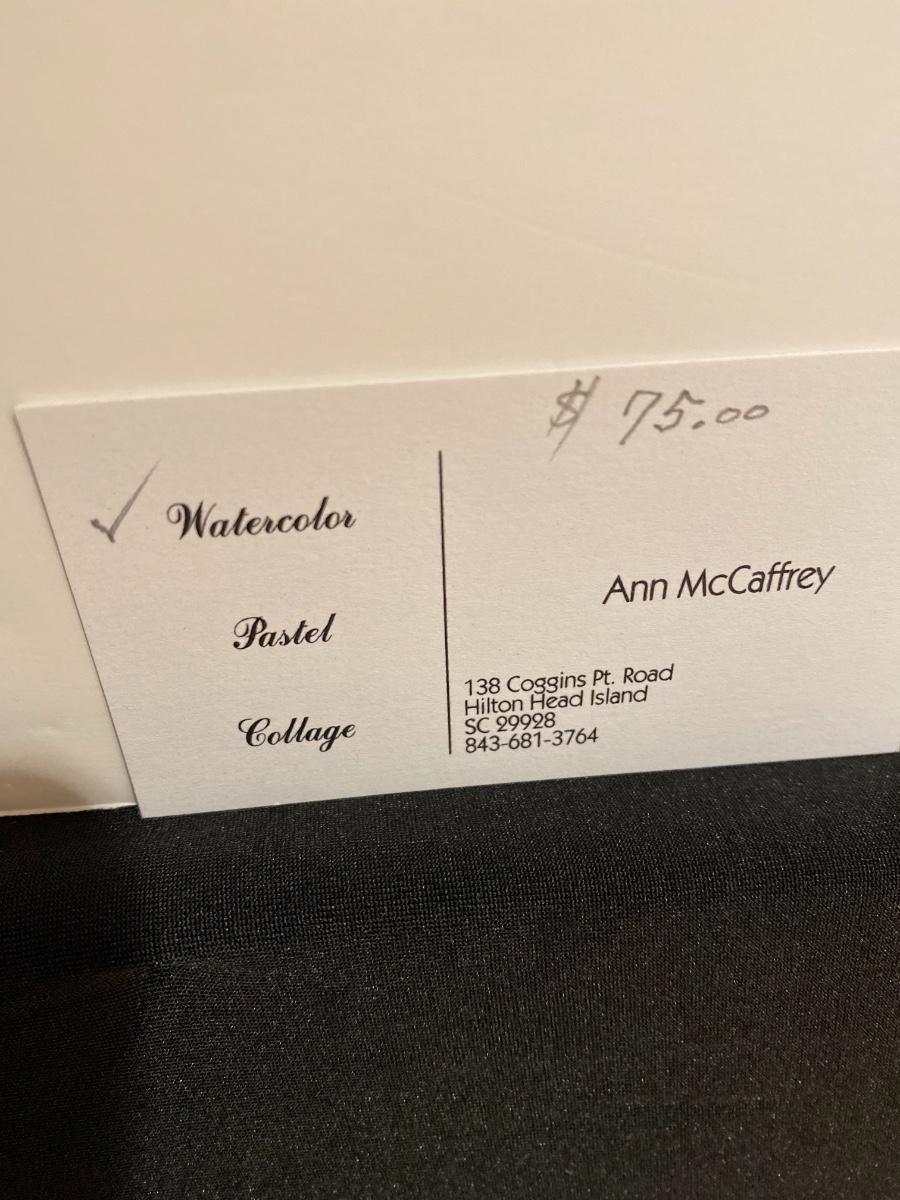 $ 75.00
✓ Watercolor
Pastel
Collage
Ann McCaffrey
138 Coggins Pt. Road
Hilton Head Island
SC 29928
843-681-3764